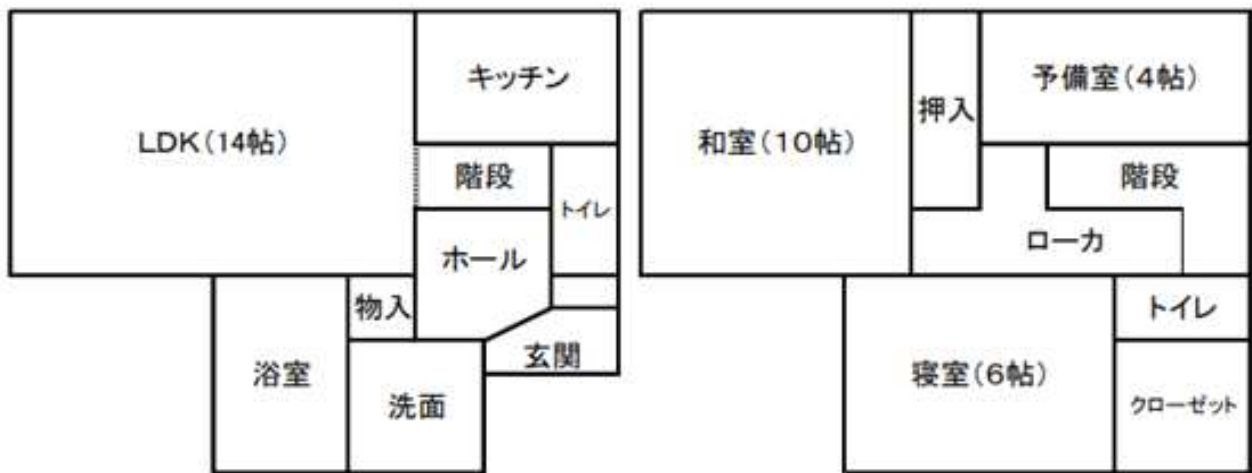 キッチン
LDK(14帖)
階段
トイレ
ホール
物入
浴室
玄関
洗面
予備室(4帖)
押入
和室(10帖)
階段
ローカ
トイレ
寝室(6帖)
クローゼット